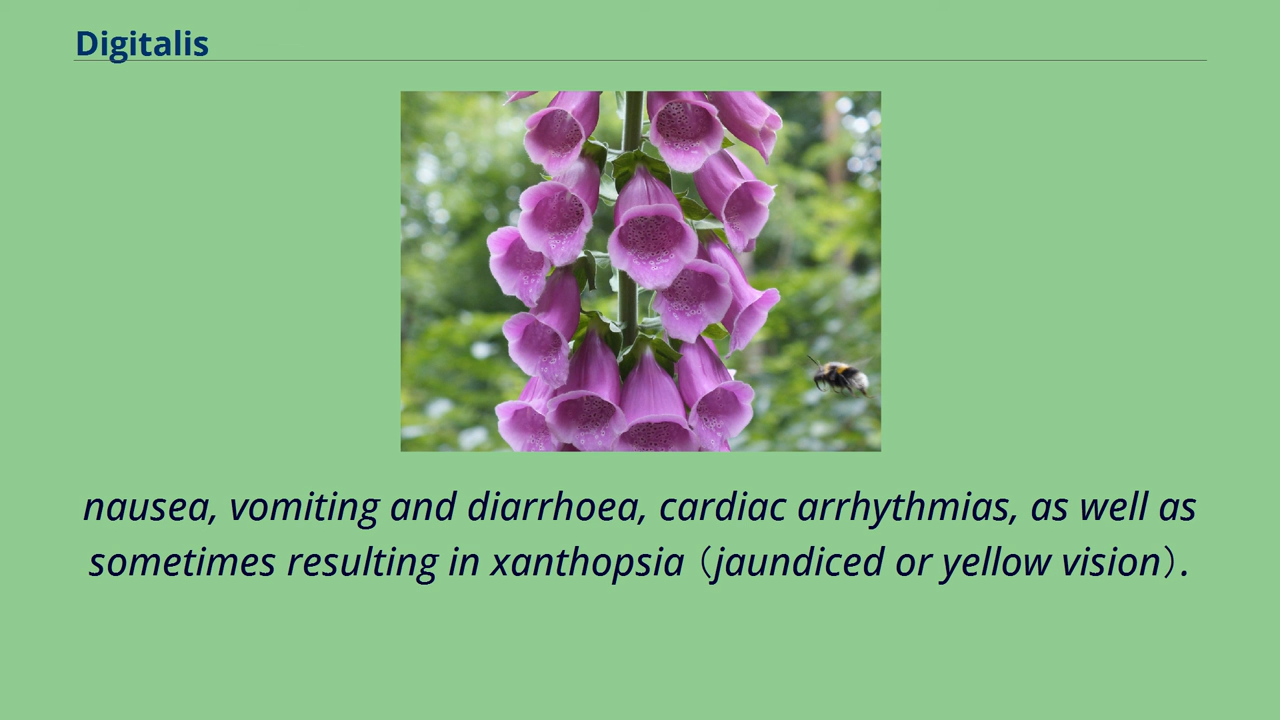 Digitalis
nausea, vomiting and diarrhoea, cardiac arrhythmias, as well as
sometimes resulting in xanthopsia（jaundiced or yellow vision）.